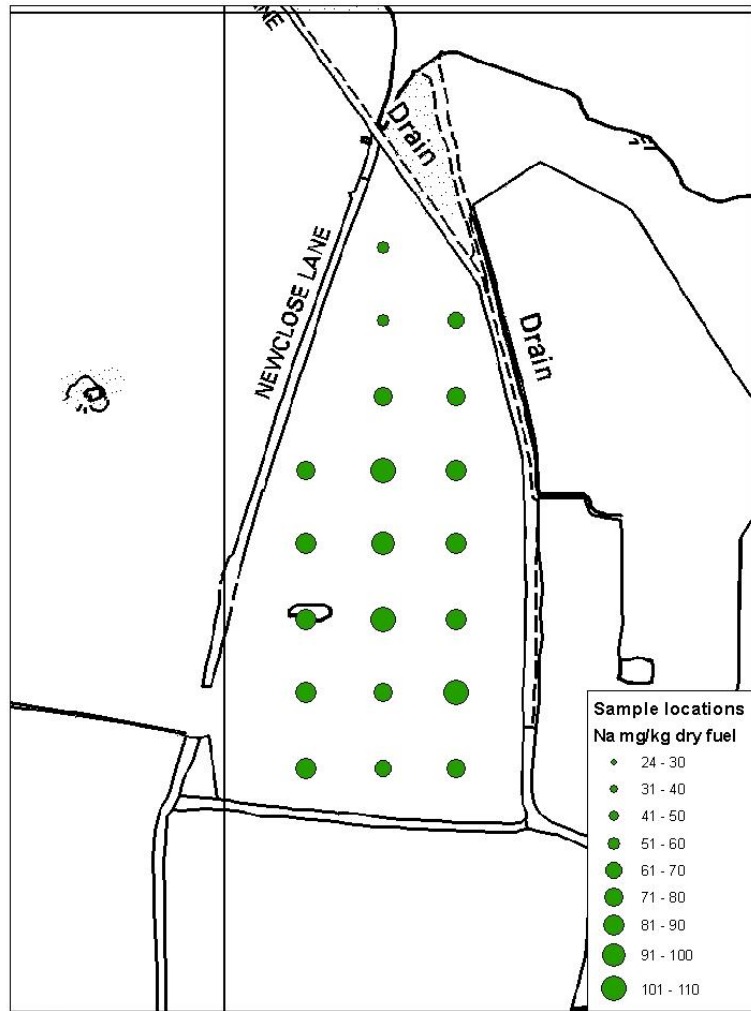 Drain
NEWCLOSE LANE
Drain
Sample locations
Na mg/kg dry fuel
24 - 30
31 - 40
41 - 50
51 - 60
61 - 70
71 - 80
81 - 90
91 - 100
101 - 110